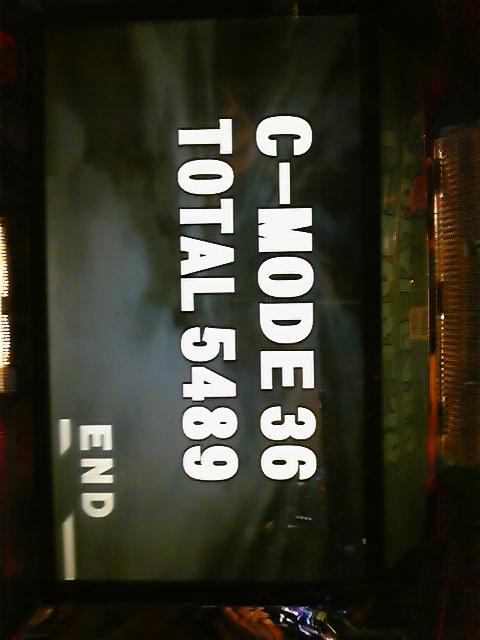 C-MODE 36
TOTAL 5489
END